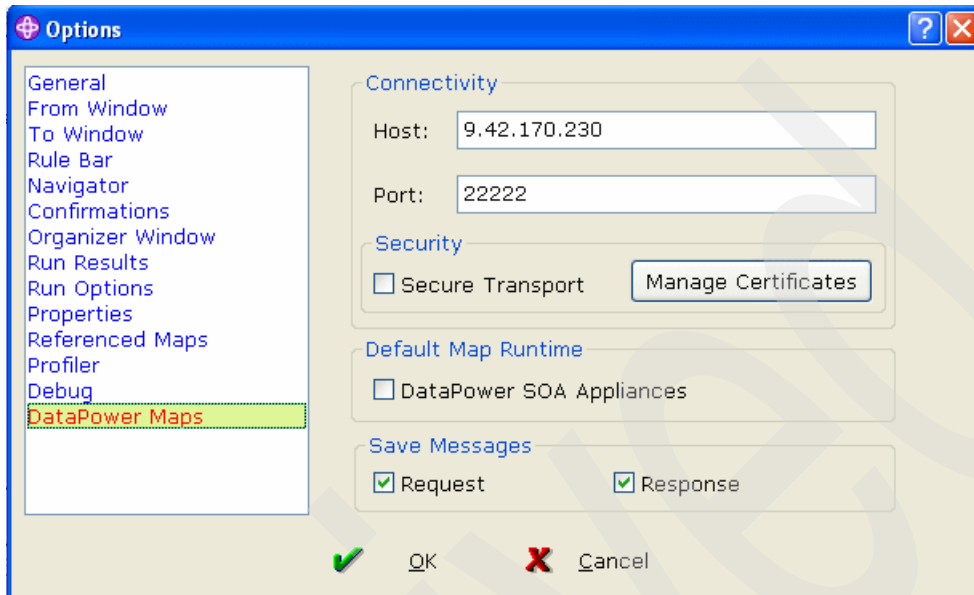 Options
General
From Window
To Window
Rule Bar
Navigator
Confirmations
Organizer Window
Run Results
Run Options
Properties
Referenced Maps
Profiler
Debug
DataPower Maps
Connectivity
Host: 9.42.170.230
Port: 22222
Security
Secure Transport Manage Certificates
Default Map Runtime
DataPower SOA Appliances
Save Messages
Request Response
OK Cancel